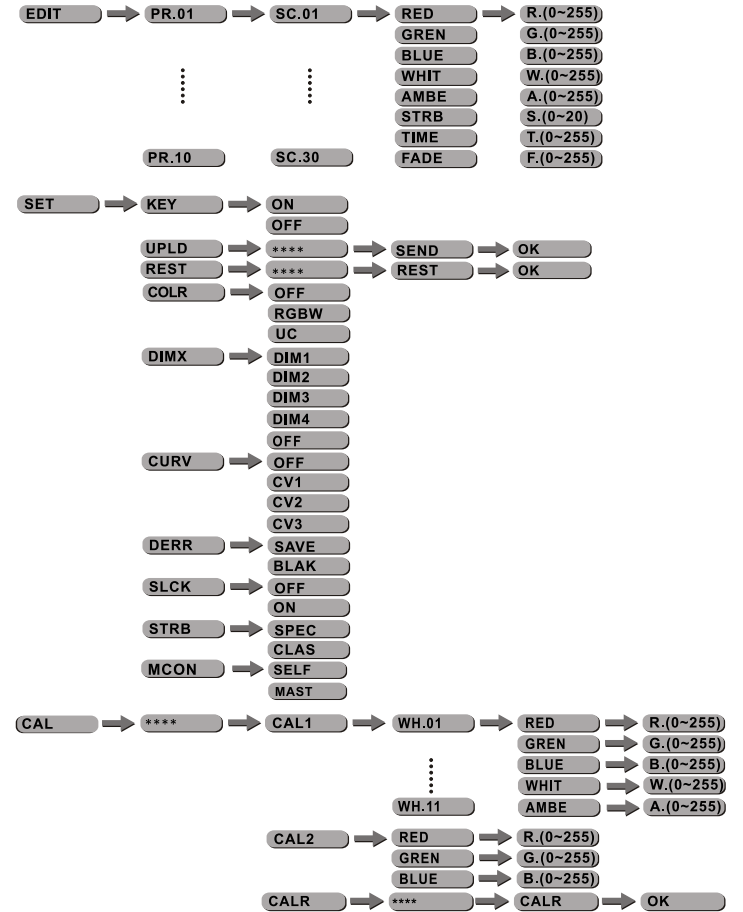 EDIT PR.01 SC.01 RED R.(0~255)
GREN G.(0~255)
BLUE B.(0~255)
WHIT W.(0~255)
AMBE A.(0~255)
STRB S.(0~20)
TIME T.(0~255)
PR.10 SC.30 FADE F.(0~255)
SET KEY ON
OFF
UPLD **** SEND OK
REST **** REST OK
COLR OFF
RGBW
UC
DIMX DIM1
DIM2
DIM3
DIM4
OFF
CURV OFF
CV1
CV2
CV3
DERR SAVE
BLAK
SLCK OFF
ON
STRB SPEC
CLAS
MCON SELF
MAST
CAL **** CAL1 WH.01 RED R.(0~255)
GREN G.(0~255)
BLUE B.(0~255)
WHIT W.(0~255)
WH.11 AMBE A.(0~255)
CAL2 RED R.(0~255)
GREN G.(0~255)
BLUE B.(0~255)
CALR **** CALR OK